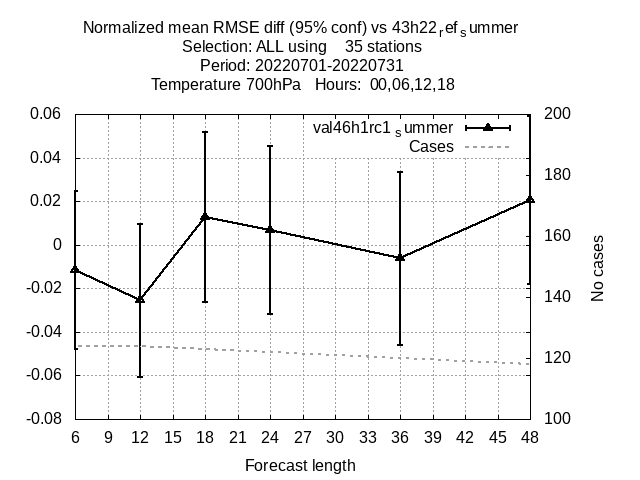 Normalized mean RMSE diff (95% conf) vs 43h22refsummer
Selection: ALL using    35 stations
Period: 20220701-20220731
Temperature 700hPa   Hours:  00,06,12,18
0.06
0.04
0.02
0
-0.02
-0.04
-0.06
-0.08
val46h1rc1summer
Cases
200
180
160
140
120
100
No cases
6 9 12 15 18 21 24 27 30 33 36 39 42 45 48
Forecast length